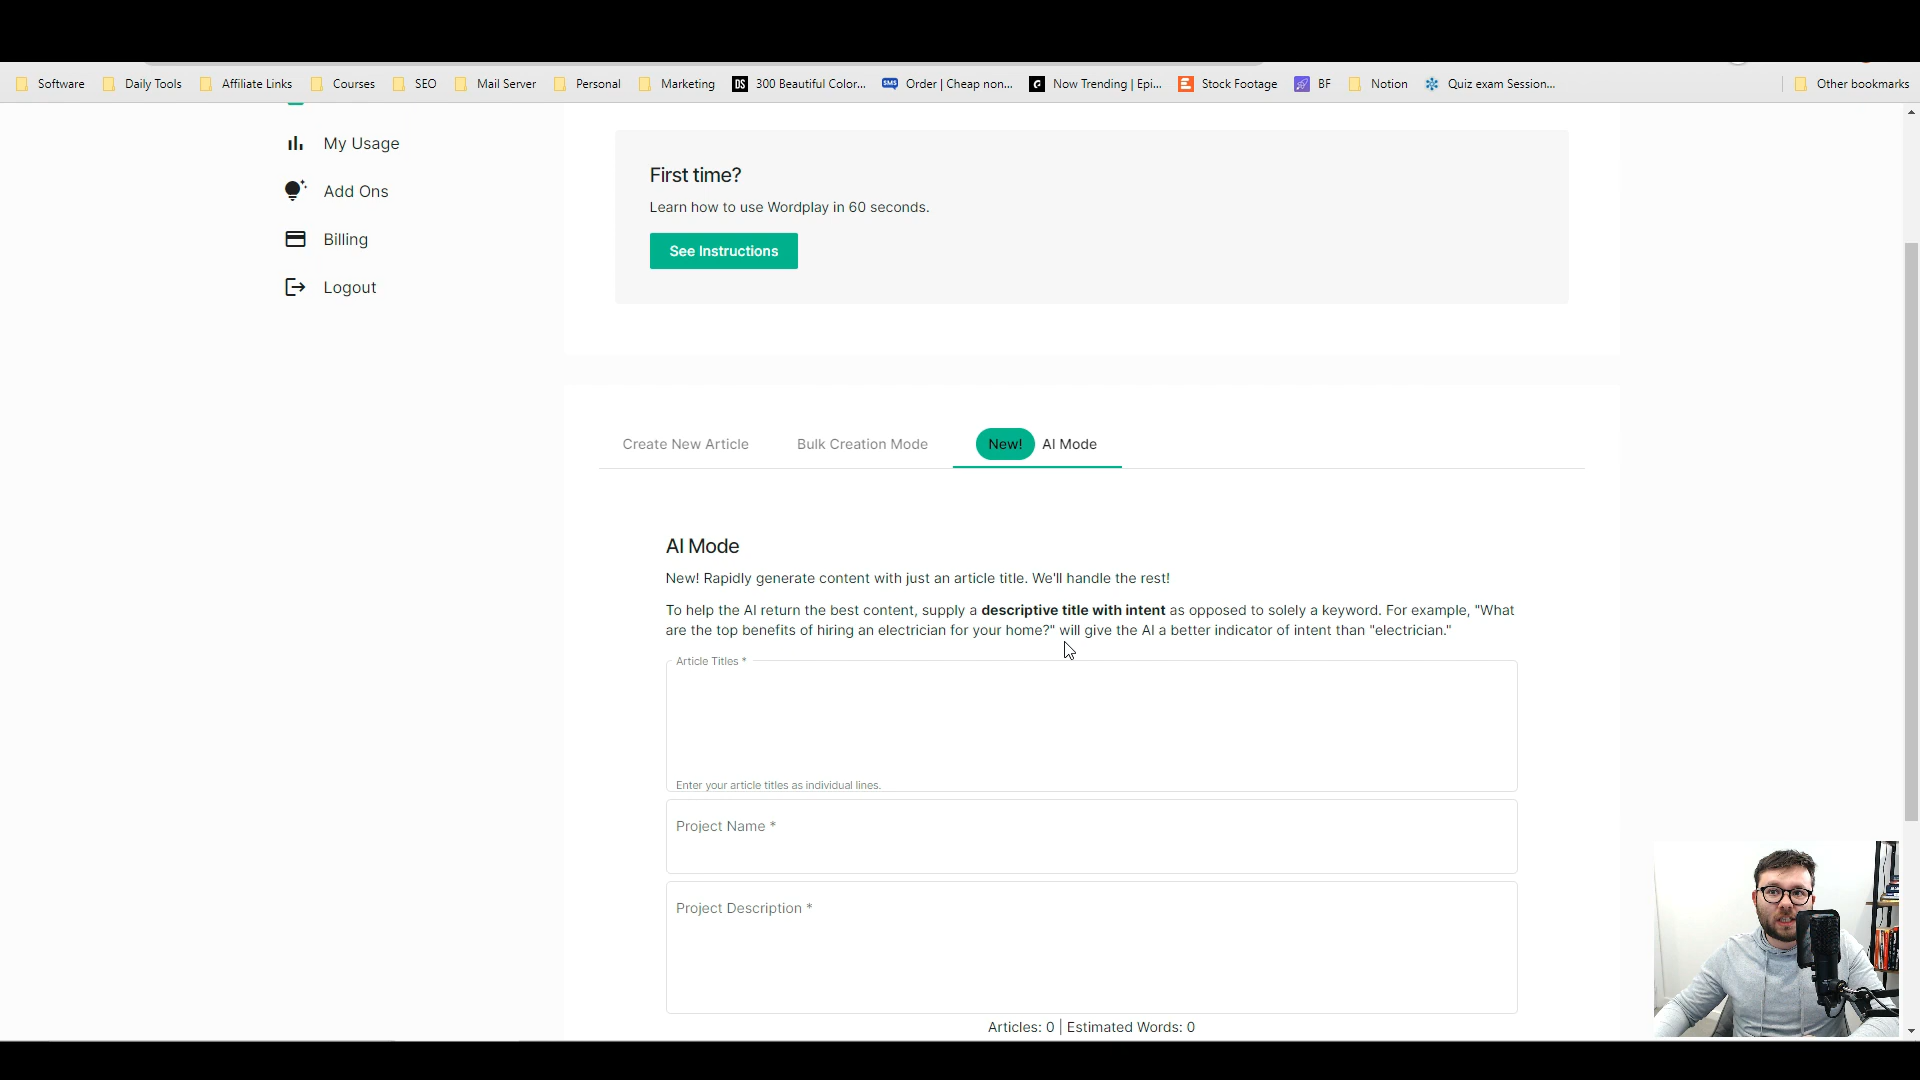 Software
Daily Tools
Affiliate Links
Courses
SEO
Mail Server
Personal
Marketing
DS 300 Beautiful Color...
SMS Order | Cheap non...
Now Trending | Epi...
Stock Footage
BF
Notion
Quiz exam Session...
Other bookmarks
My Usage
Add Ons
Billing
Logout
First time?
Learn how to use Wordplay in 60 seconds.
See Instructions
Create New Article
Bulk Creation Mode
New! AI Mode
AI Mode
New! Rapidly generate content with just an article title. We'll handle the rest!
To help the AI return the best content, supply a descriptive title with intent as opposed to solely a keyword. For example, "What
are the top benefits of hiring an electrician for your home?" will give the AI a better indicator of intent than "electrician."
Article Titles *
Enter your article titles as individual lines.
Project Name *
Project Description *
Articles: 0 | Estimated Words: 0